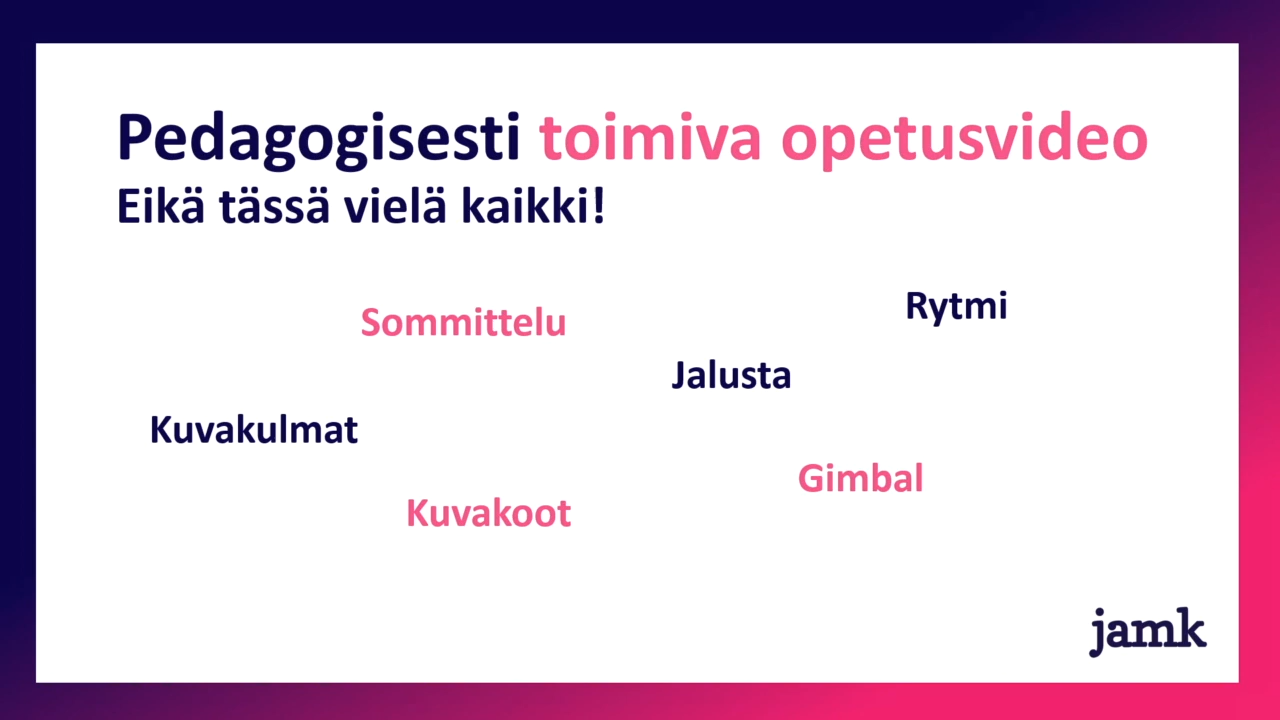 Pedagogisesti toimiva opetusvideo
Eikä tässä vielä kaikki!
Rytmi
Sommittelu
Jalusta
Kuvakulmat
Gimbal
Kuvakoot
jamk